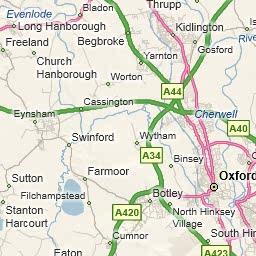 Bladon
Thrupp
Evenlode
Long Hanborough
Begbroke
Kidlington
Freeland
Yarnton
Gosford
Church
Hanborough
Worton
A44
Cassington
Cherwell
Eynsham
A40
Swinford
Wytham
A34
Binsey
Farmoor
Oxford
Sutton
Filchampstead
Botley
Stanton
Harcourt
A420
North Hinksey
Village
South Hi
Cumnor
Eaton
A423